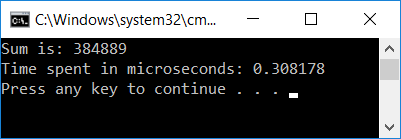 C:\Windows\system32\cm...
Sum is: 384889
Time spent in microseconds: 0.308178
Press any key to continue . . .